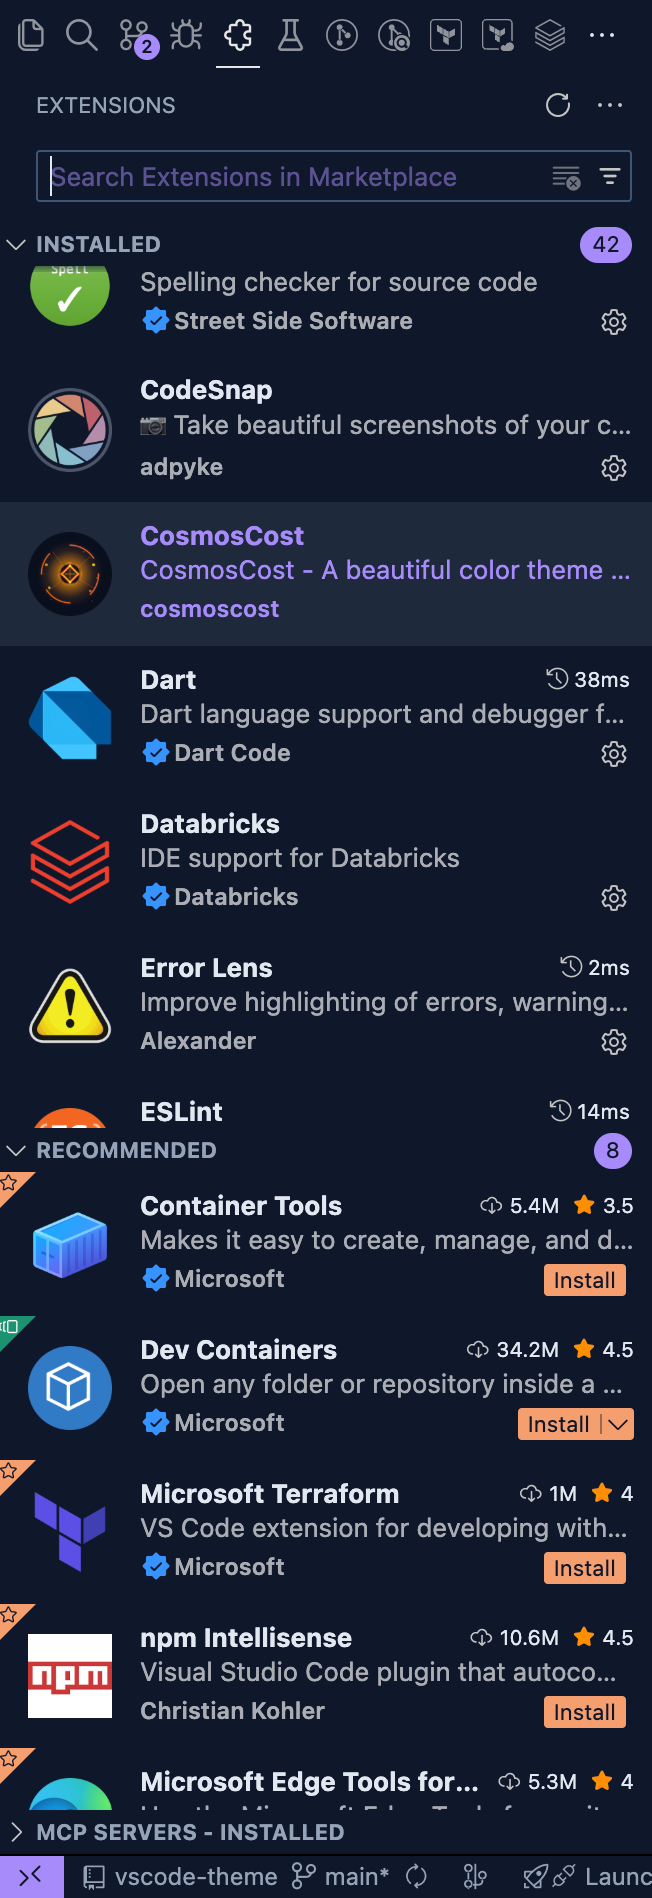 2
EXTENSIONS
Search Extensions in Marketplace
INSTALLED 42
Spell
Spelling checker for source code
Street Side Software
CodeSnap
Take beautiful screenshots of your c...
adpyke
CosmosCost
CosmosCost - A beautiful color theme ...
cosmoscost
Dart 38ms
Dart language support and debugger f...
Dart Code
Databricks
IDE support for Databricks
Databricks
Error Lens 2ms
Improve highlighting of errors, warning...
Alexander
ESLint 14ms
RECOMMENDED 8
Container Tools 5.4M 3.5
Makes it easy to create, manage, and d...
Microsoft Install
Dev Containers 34.2M 4.5
Open any folder or repository inside a ...
Microsoft Install
Microsoft Terraform 1M 4
VS Code extension for developing with...
Microsoft Install
npm Intellisense 10.6M 4.5
npm
Visual Studio Code plugin that autoco...
Christian Kohler Install
Microsoft Edge Tools for... 5.3M 4
MCP SERVERS - INSTALLED
vscode-theme main* Launc